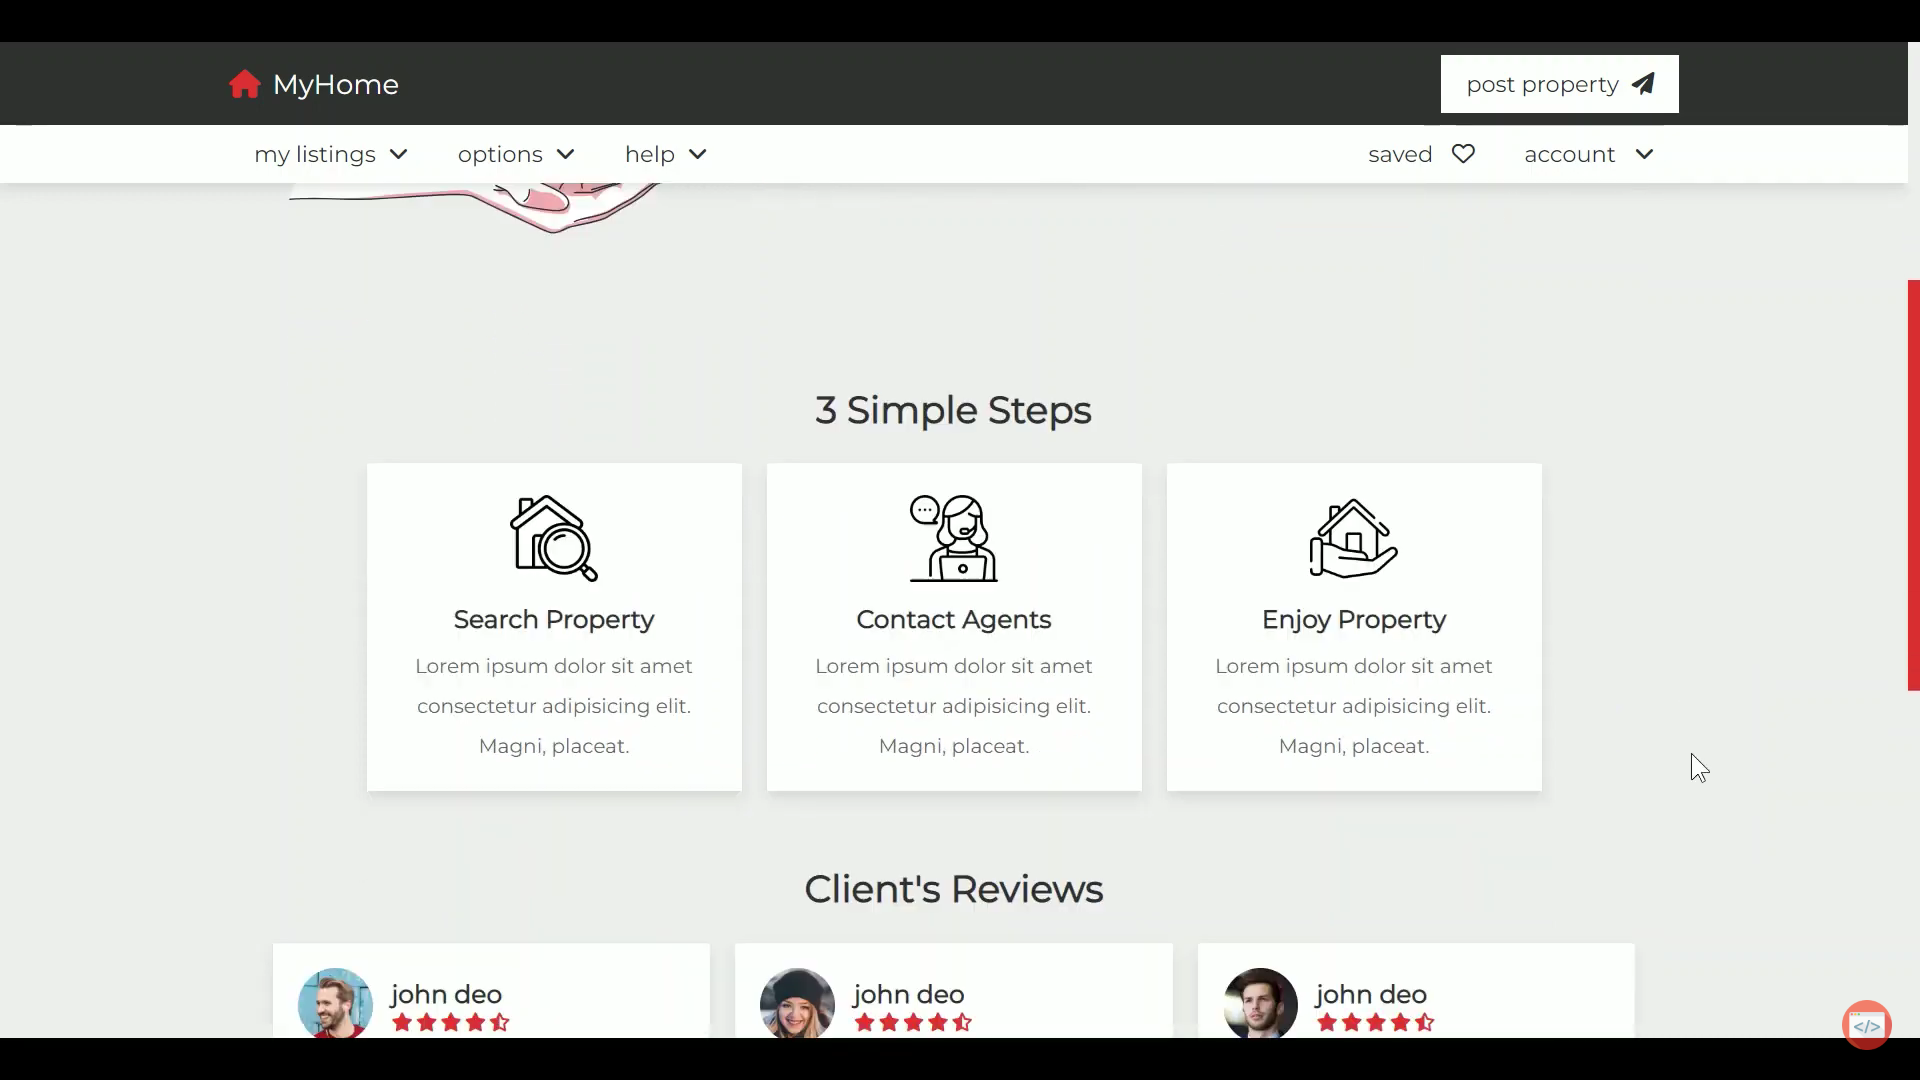 MyHome
post property
my listings
options
help
saved
account
3 Simple Steps
Search Property
Lorem ipsum dolor sit amet
consectetur adipisicing elit.
Magni, placeat.
Contact Agents
Lorem ipsum dolor sit amet
consectetur adipisicing elit.
Magni, placeat.
Enjoy Property
Lorem ipsum dolor sit amet
consectetur adipisicing elit.
Magni, placeat.
Client's Reviews
john deo
john deo
john deo
</>